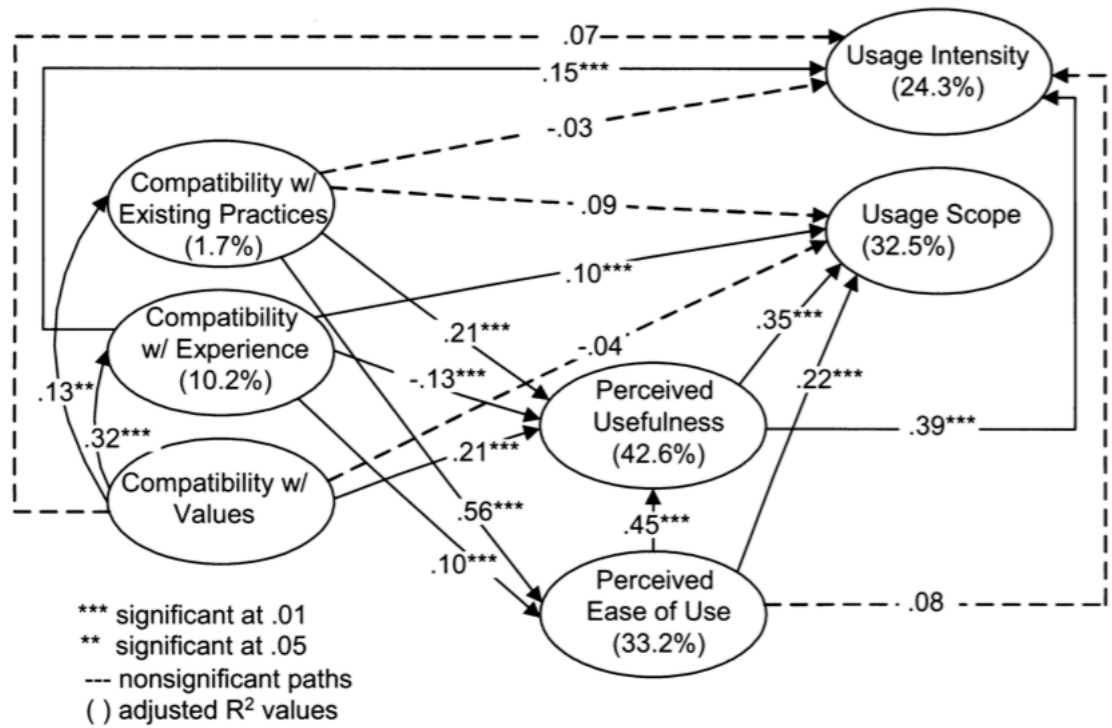 .07
Usage Intensity
(24.3%)
.15***
-.03
Compatibility w/
Existing Practices
(1.7%)
.09
Usage Scope
(32.5%)
.10***
Compatibility
w/ Experience
(10.2%)
.21***
.35***
-.04
.13**
-.13***
.22***
Perceived
Usefulness
(42.6%)
.39***
.32***
.21***
Compatibility w/
Values
.56***
.45***
.10***
Perceived
Ease of Use
(33.2%)
.08
*** significant at .01
** significant at .05
--- nonsignificant paths
( ) adjusted R² values